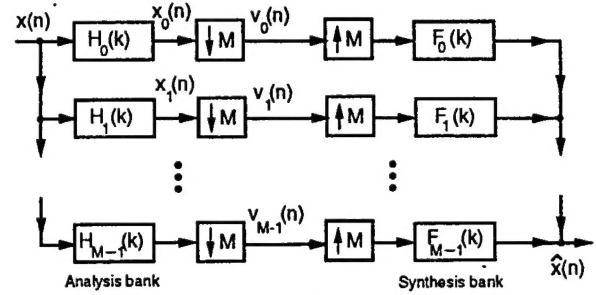 x(n) H₀(k) x₀(n) ↓M v₀(n) ↑M F₀(k)
H₁(k) x₁(n) ↓M v₁(n) ↑M F₁(k)
H_{M-1}(k) ↓M v_{M-1}(n) ↑M F_{M-1}(k) x̂(n)
Analysis bank Synthesis bank